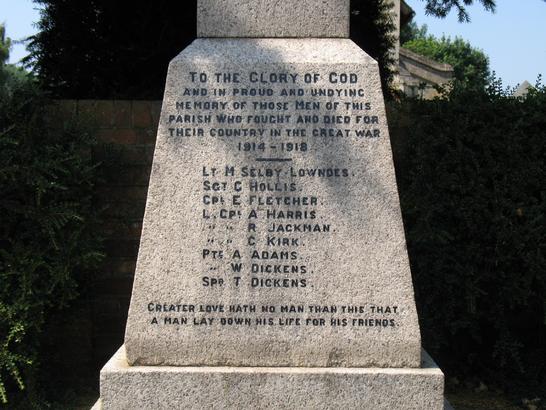 TO THE GLORY OF GOD
AND IN PROUD AND UNDYING
MEMORY OF THOSE MEN OF THIS
PARISH WHO FOUGHT AND DIED FOR
THEIR COUNTRY IN THE GREAT WAR
1914-1918
LT M SELBY LOWNDES.
SGT G HOLLIS.
CPL E FLETCHER.
L.CPL A HARRIS.
" " R JACKMAN.
" " C KIRK.
PTE A ADAMS.
" W DICKENS.
SPR T DICKENS.
GREATER LOVE HATH NO MAN THAN THIS THAT
A MAN LAY DOWN HIS LIFE FOR HIS FRIENDS.